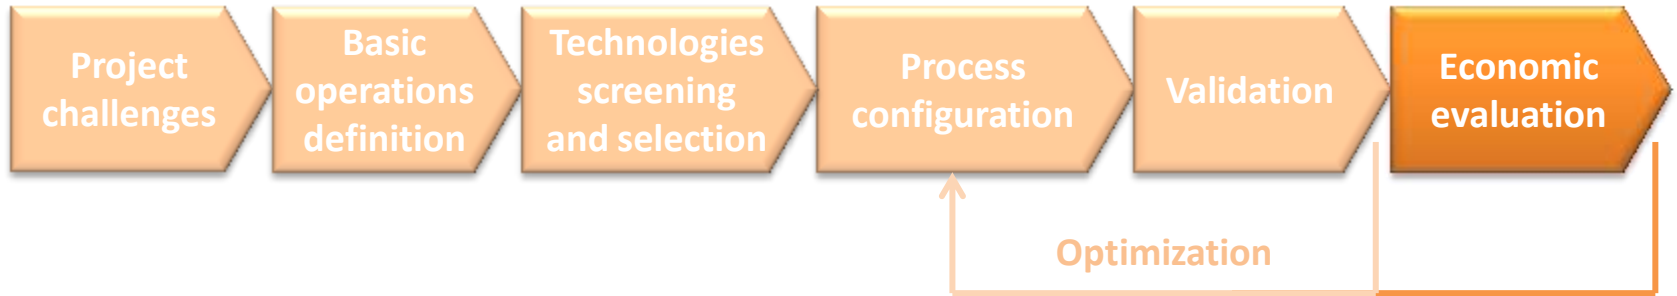 Project
challenges
Basic
operations
definition
Technologies
screening
and selection
Process
configuration
Validation
Economic
evaluation
Optimization